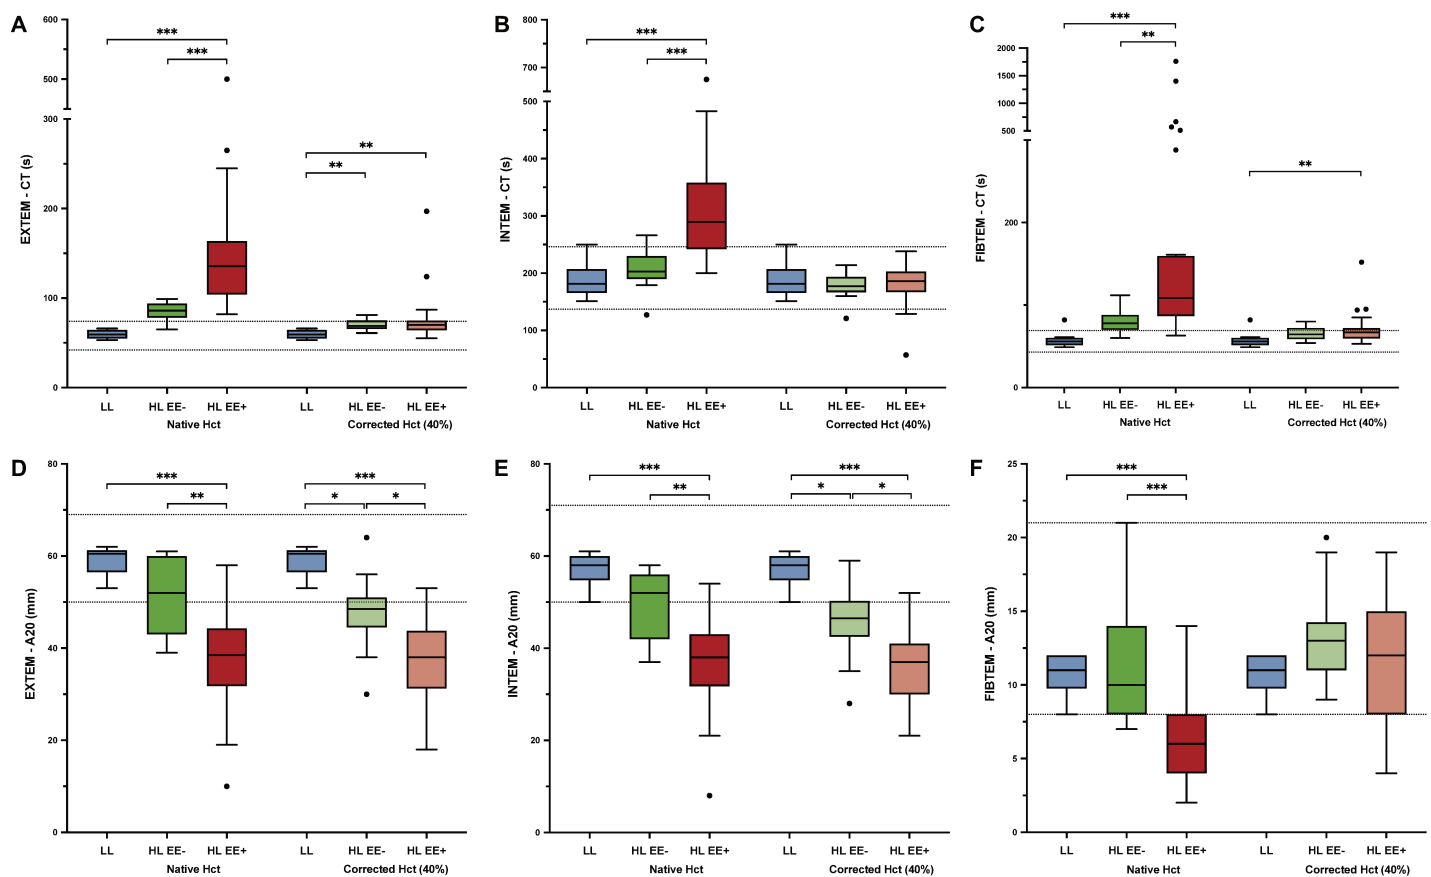 A
EXTEM - CT (s)
600
500
300
200
100
0
***
***
**
**
LL HL EE- HL EE+ LL HL EE- HL EE+
Native Hct Corrected Hct (40%)
B
INTEM - CT (s)
800
700
500
400
300
200
100
0
***
***
LL HL EE- HL EE+ LL HL EE- HL EE+
Native Hct Corrected Hct (40%)
C
FIBTEM - CT (s)
2000
1500
1000
500
200
0
***
**
**
LL HL EE- HL EE+ LL HL EE- HL EE+
Native Hct Corrected Hct (40%)
D
EXTEM - A20 (mm)
80
60
40
20
0
*** ***
** * *
LL HL EE- HL EE+ LL HL EE- HL EE+
Native Hct Corrected Hct (40%)
E
INTEM - A20 (mm)
80
60
40
20
0
*** ***
** * *
LL HL EE- HL EE+ LL HL EE- HL EE+
Native Hct Corrected Hct (40%)
F
FIBTEM - A20 (mm)
25
20
15
10
5
0
***
***
LL HL EE- HL EE+ LL HL EE- HL EE+
Native Hct Corrected Hct (40%)